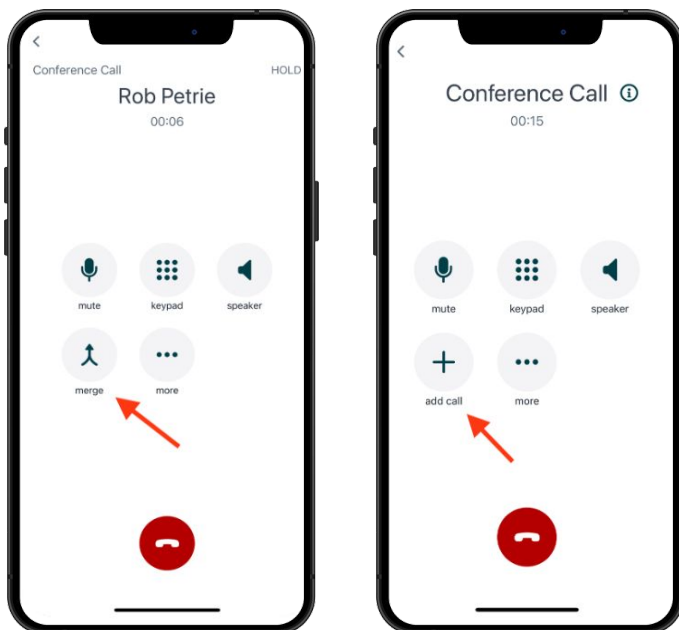 Conference Call HOLD
Rob Petrie
00:06
mute keypad speaker
merge more
Conference Call
00:15
mute keypad speaker
add call more